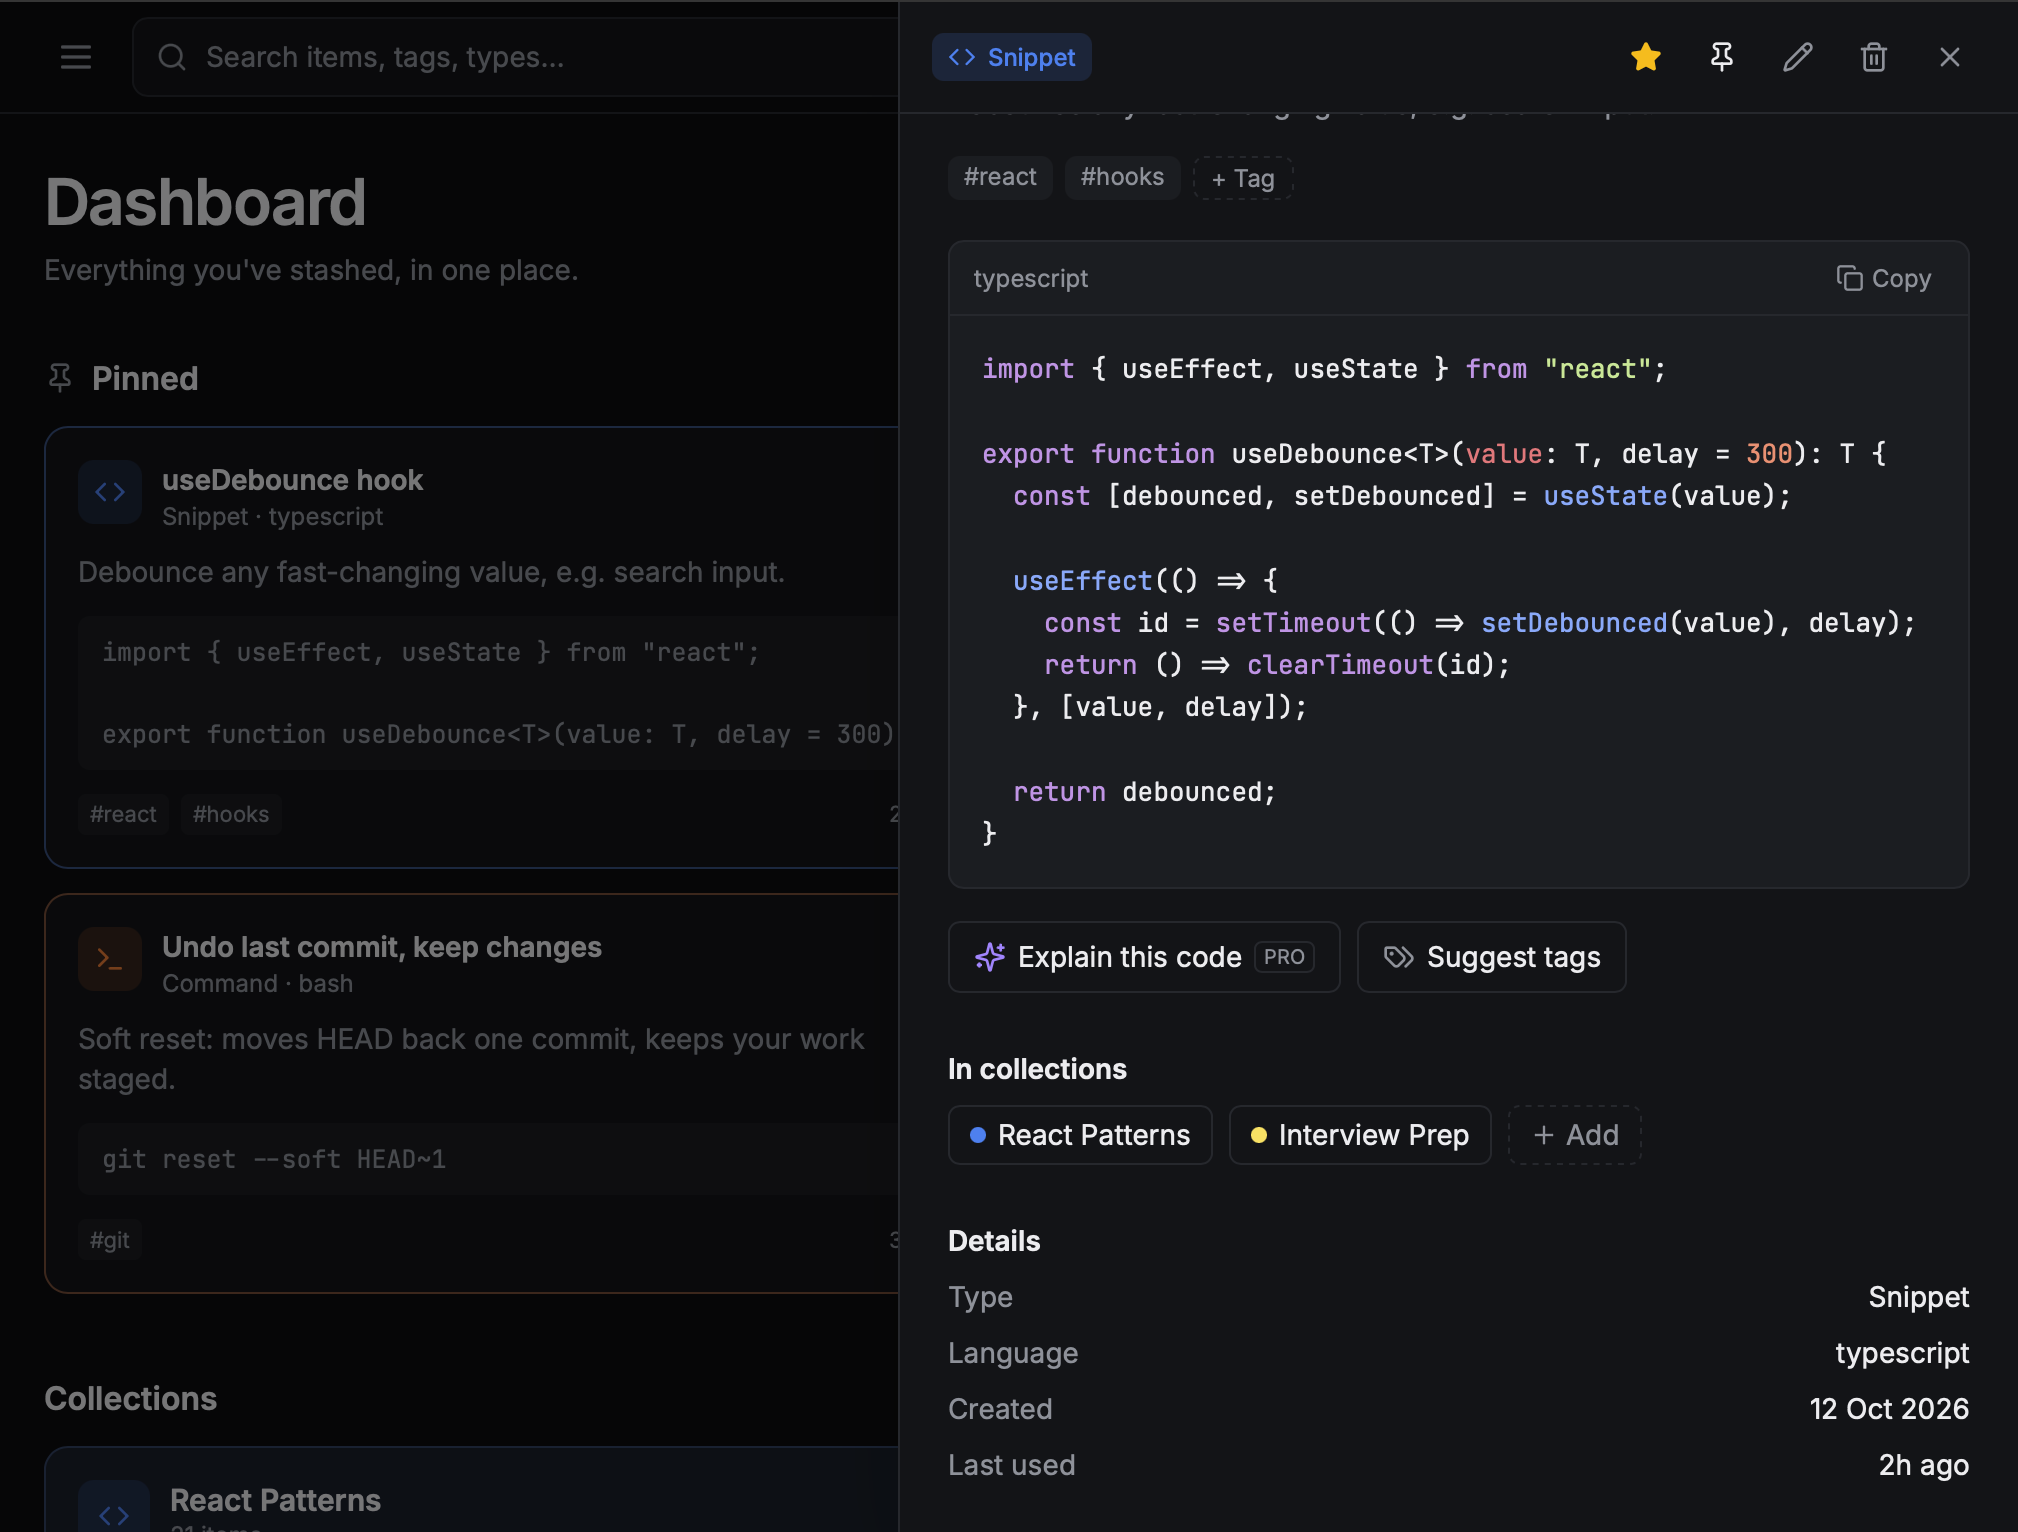 Search items, tags, types...
Dashboard
Everything you've stashed, in one place.
Pinned
useDebounce hook
Snippet · typescript
Debounce any fast-changing value, e.g. search input.
import { useEffect, useState } from "react";
export function useDebounce<T>(value: T, delay = 300)
#react #hooks
Undo last commit, keep changes
Command · bash
Soft reset: moves HEAD back one commit, keeps your work
staged.
git reset --soft HEAD~1
#git
Collections
React Patterns
Snippet
#react #hooks + Tag
typescript Copy
import { useEffect, useState } from "react";
export function useDebounce<T>(value: T, delay = 300): T {
const [debounced, setDebounced] = useState(value);
useEffect(() => {
const id = setTimeout(() => setDebounced(value), delay);
return () => clearTimeout(id);
}, [value, delay]);
return debounced;
}
Explain this code PRO Suggest tags
In collections
React Patterns Interview Prep + Add
Details
Type Snippet
Language typescript
Created 12 Oct 2026
Last used 2h ago